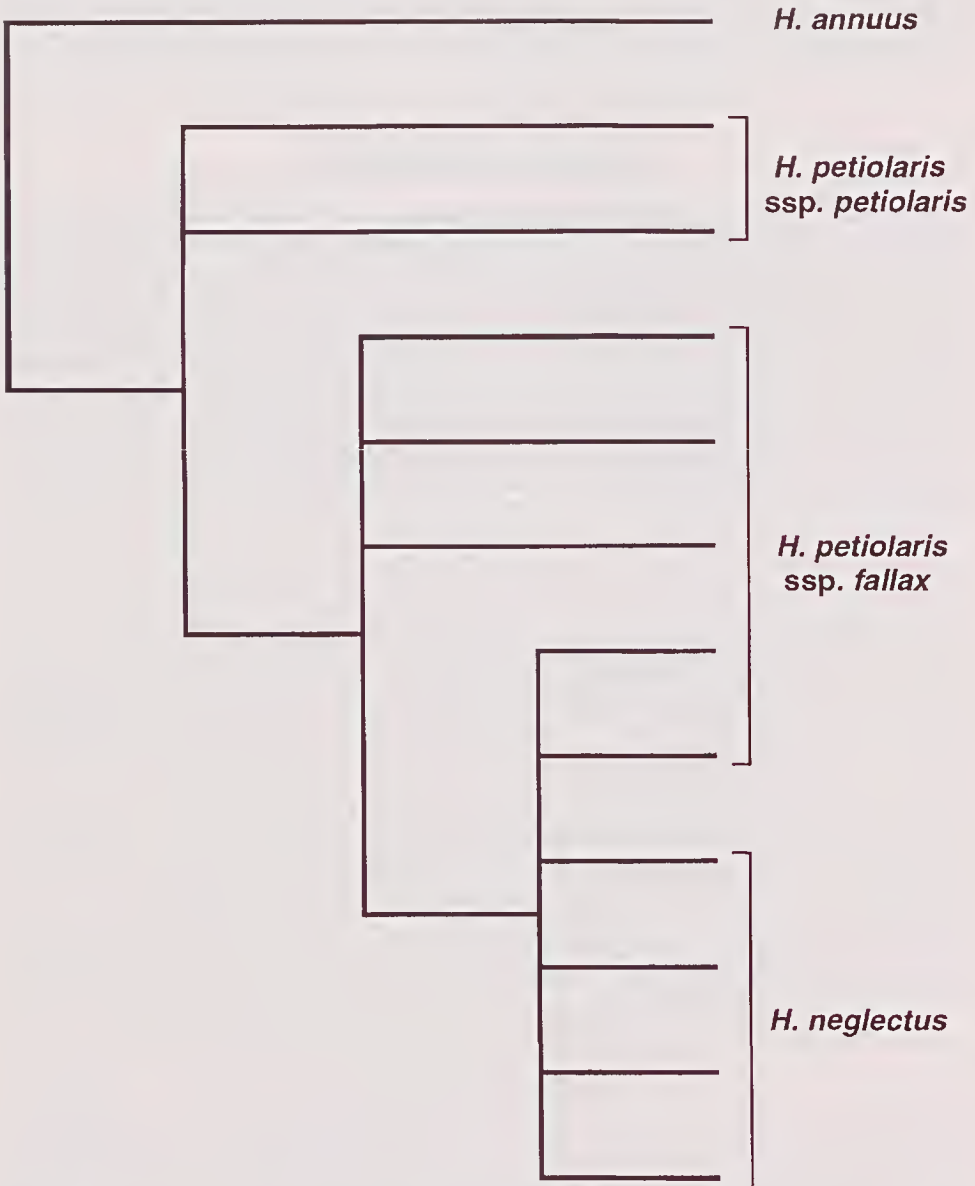 H. annuus
H. petiolaris
ssp. petiolaris
H. petiolaris
ssp. fallax
H. neglectus